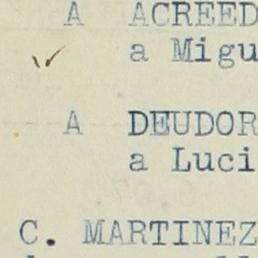 A ACREED
a Migu
A DEUDOR
a Luci
C. MARTINEZ